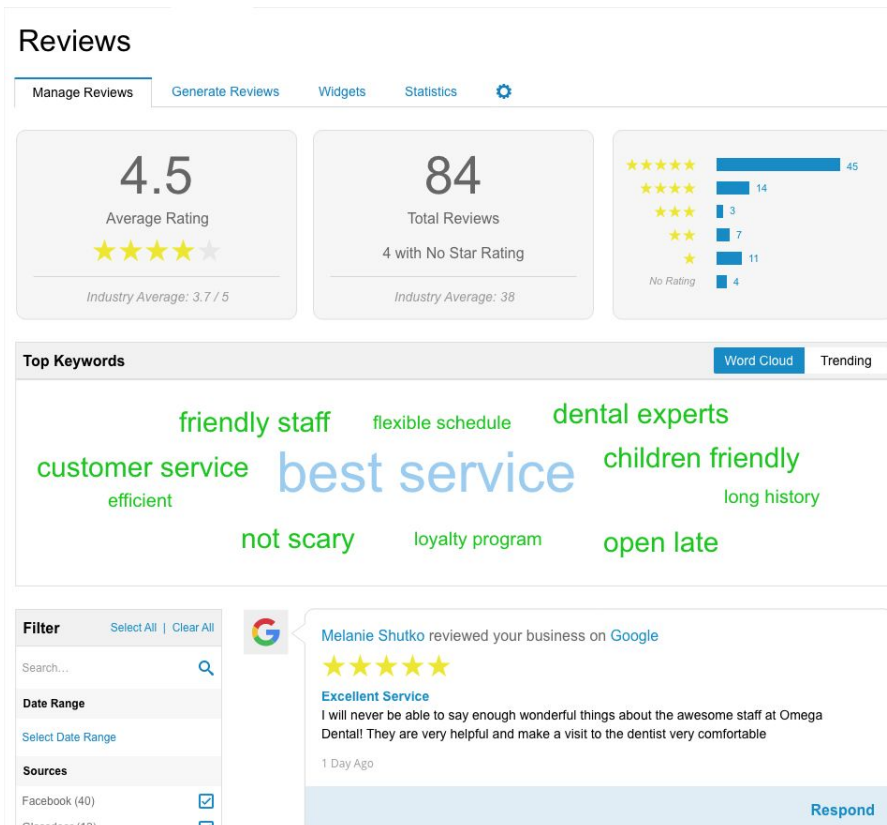 Reviews
Manage Reviews Generate Reviews Widgets Statistics
4.5
Average Rating
Industry Average: 3.7 / 5
84
Total Reviews
4 with No Star Rating
Industry Average: 38
45
14
3
7
11
No Rating 4
Top Keywords
Word Cloud Trending
friendly staff flexible schedule dental experts
customer service best service children friendly
efficient long history
not scary loyalty program open late
Filter Select All | Clear All
Search...
Date Range
Select Date Range
Sources
Facebook (40)
Melanie Shutko reviewed your business on Google
Excellent Service
I will never be able to say enough wonderful things about the awesome staff at Omega
Dental! They are very helpful and make a visit to the dentist very comfortable
1 Day Ago
Respond